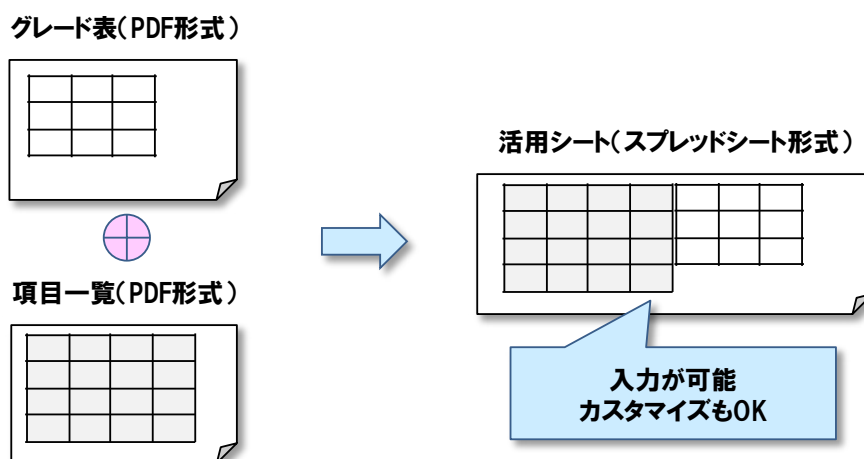 グレード表(PDF形式)
活用シート(スプレッドシート形式)
項目一覧(PDF形式)
入力が可能
カスタマイズもOK